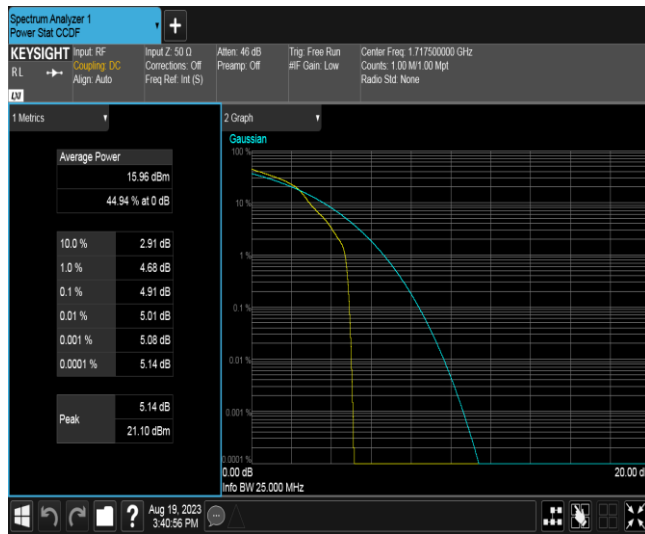 Spectrum Analyzer 1
Power Stat CCDF
+
KEYSIGHT
RL
LXI
Input: RF
Coupling: DC
Align: Auto
Input Z: 50 Ω
Corrections: Off
Freq Ref: Int (S)
Atten: 46 dB
Preamp: Off
Trig: Free Run
#IF Gain: Low
Center Freq: 1.717500000 GHz
Counts: 1.00 M/1.00 Mpt
Radio Std: None
1 Metrics
Average Power
15.96 dBm
44.94 % at 0 dB
10.0 % 2.91 dB
1.0 % 4.68 dB
0.1 % 4.91 dB
0.01 % 5.01 dB
0.001 % 5.08 dB
0.0001 % 5.14 dB
Peak
5.14 dB
21.10 dBm
2 Graph
Gaussian
100 %
10 %
1 %
0.1 %
0.01 %
0.001 %
0.0001 %
0.00 dB
20.00 d
Info BW 25.000 MHz
?
Aug 19, 2023
3:40:56 PM